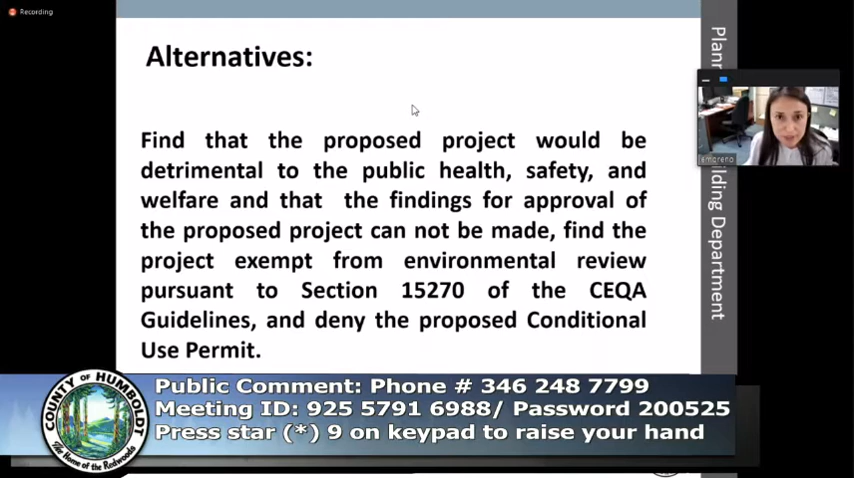 Recording
Alternatives:
Find that the proposed project would be
detrimental to the public health, safety, and
welfare and that the findings for approval of
the proposed project can not be made, find the
project exempt from environmental review
pursuant to Section 15270 of the CEQA
Guidelines, and deny the proposed Conditional
Use Permit.
Plann
ilding Department
emoreno
COUNTY OF HUMBOLDT
The Home of the Redwoods
Public Comment: Phone # 346 248 7799
Meeting ID: 925 5791 6988/ Password 200525
Press star (*) 9 on keypad to raise your hand